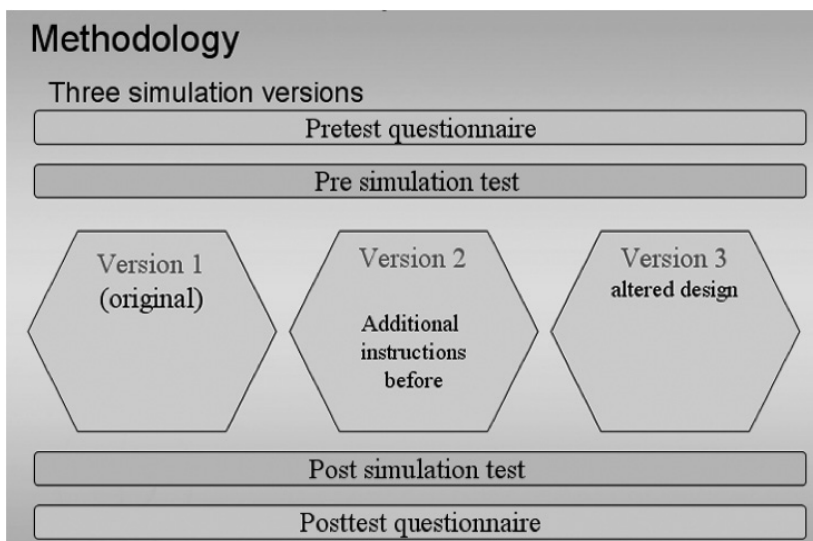 Methodology
Three simulation versions
Pretest questionnaire
Pre simulation test
Version 1
(original)
Version 2
Additional
instructions
before
Version 3
altered design
Post simulation test
Posttest questionnaire